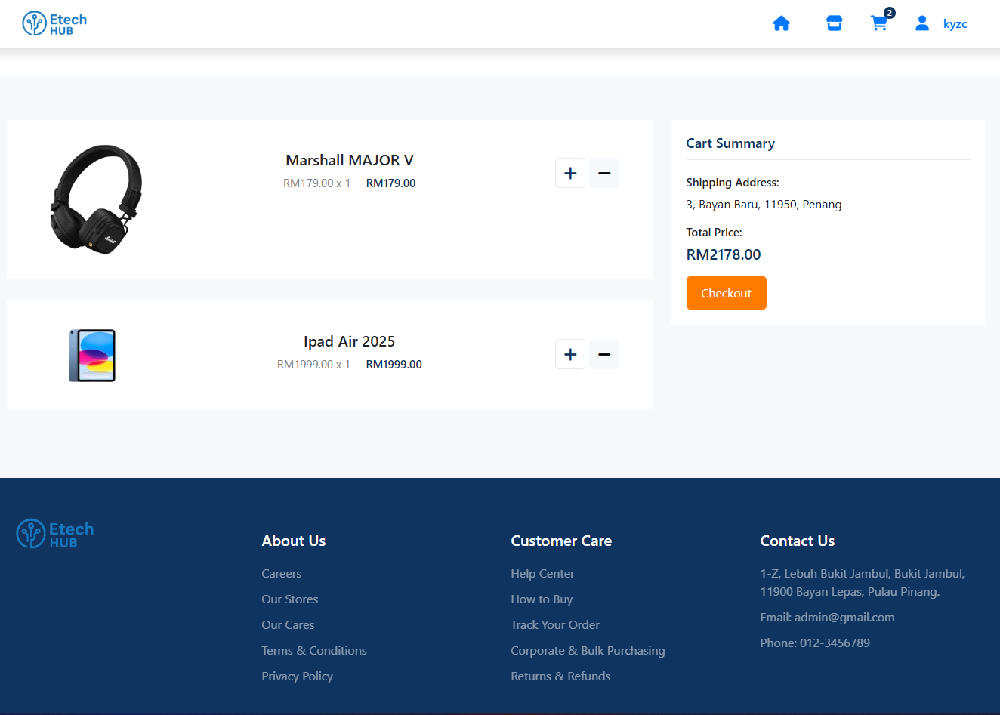 Etech
HUB
2
kyzc
Marshall MAJOR V
RM179.00 x 1 RM179.00
Marshall
Cart Summary
Shipping Address:
3, Bayan Baru, 11950, Penang
Total Price:
RM2178.00
Checkout
Ipad Air 2025
RM1999.00 x 1 RM1999.00
Etech
HUB
About Us
Careers
Our Stores
Our Cares
Terms & Conditions
Privacy Policy
Customer Care
Help Center
How to Buy
Track Your Order
Corporate & Bulk Purchasing
Returns & Refunds
Contact Us
1-Z, Lebuh Bukit Jambul, Bukit Jambul,
11900 Bayan Lepas, Pulau Pinang.
Email: admin@gmail.com
Phone: 012-3456789